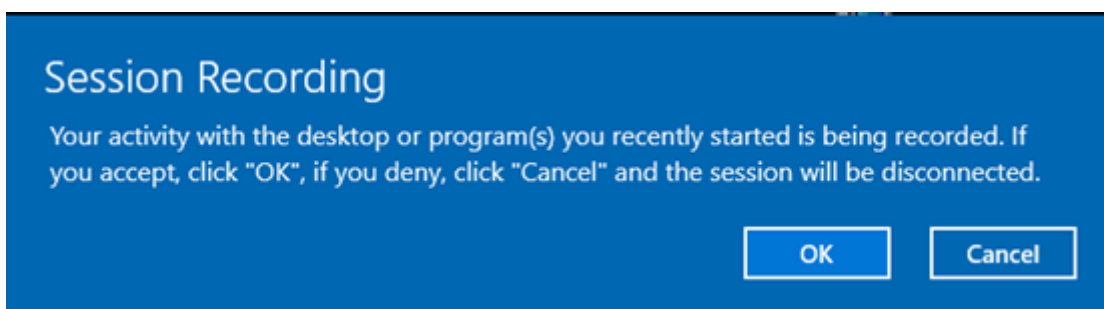 Session Recording
Your activity with the desktop or program(s) you recently started is being recorded. If
you accept, click "OK", if you deny, click "Cancel" and the session will be disconnected.
OK Cancel